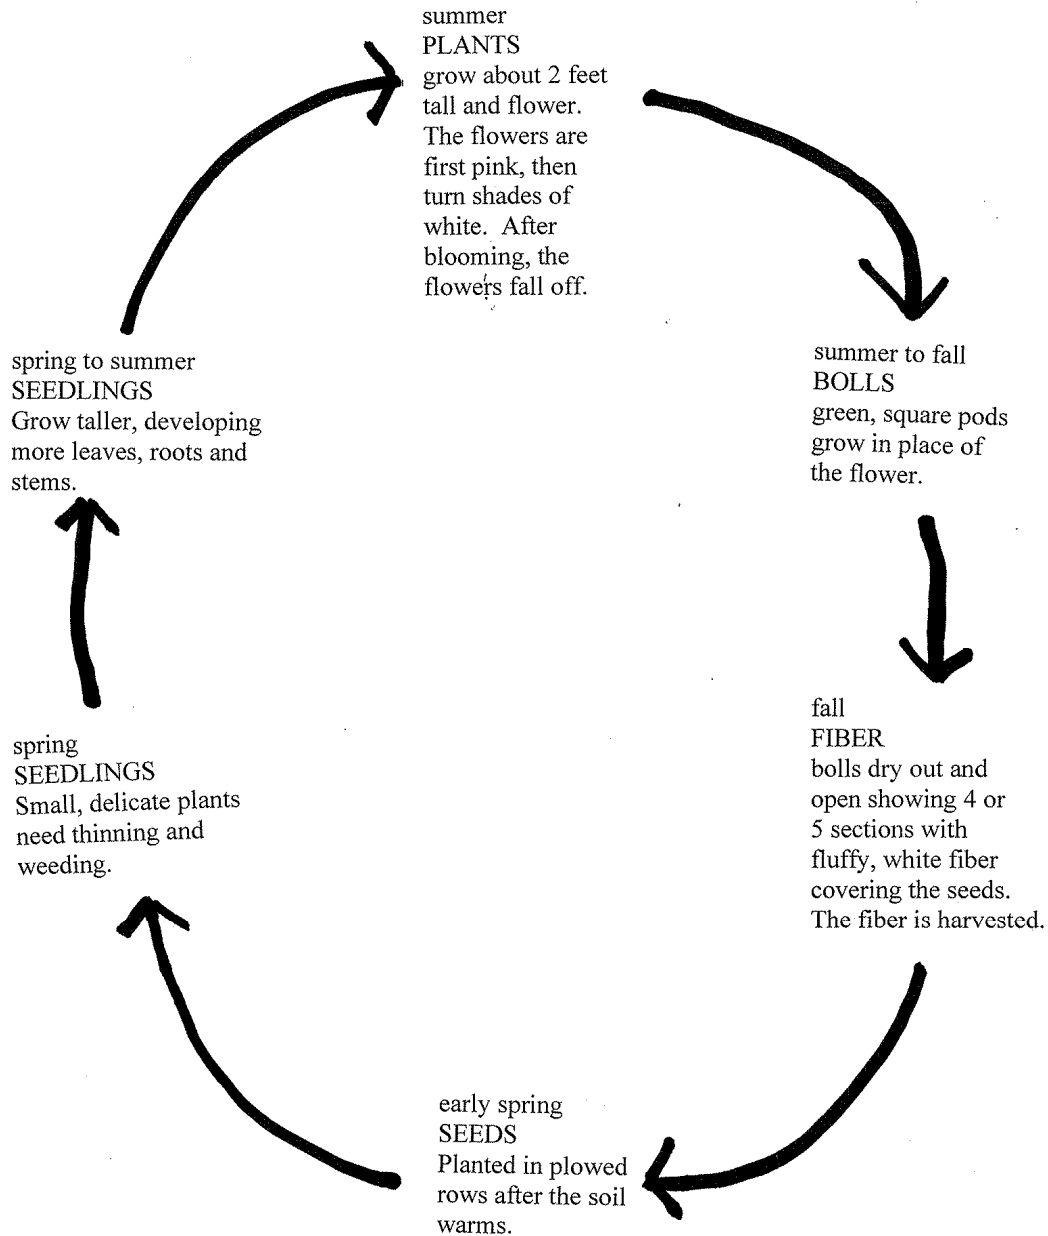 summer
PLANTS
grow about 2 feet
tall and flower.
The flowers are
first pink, then
turn shades of
white. After
blooming, the
flowers fall off.
summer to fall
BOLLS
green, square pods
grow in place of
the flower.
fall
FIBER
bolls dry out and
open showing 4 or
5 sections with
fluffy, white fiber
covering the seeds.
The fiber is harvested.
early spring
SEEDS
Planted in plowed
rows after the soil
warms.
spring
SEEDLINGS
Small, delicate plants
need thinning and
weeding.
spring to summer
SEEDLINGS
Grow taller, developing
more leaves, roots and
stems.